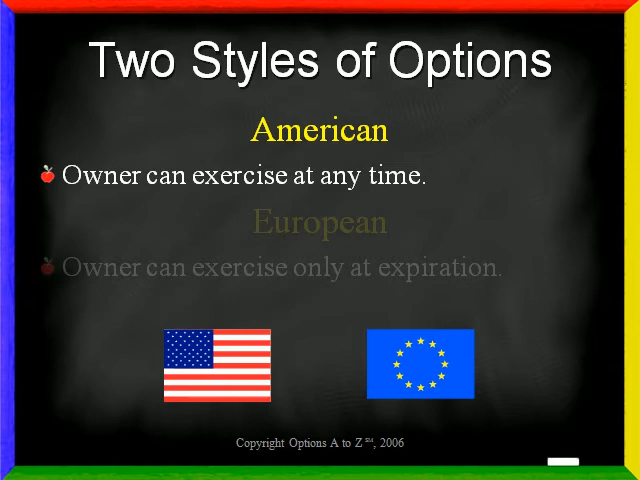 Two Styles of Options
American
Owner can exercise at any time.
European
Owner can exercise only at expiration.
Copyright Options A to Z ℠, 2006